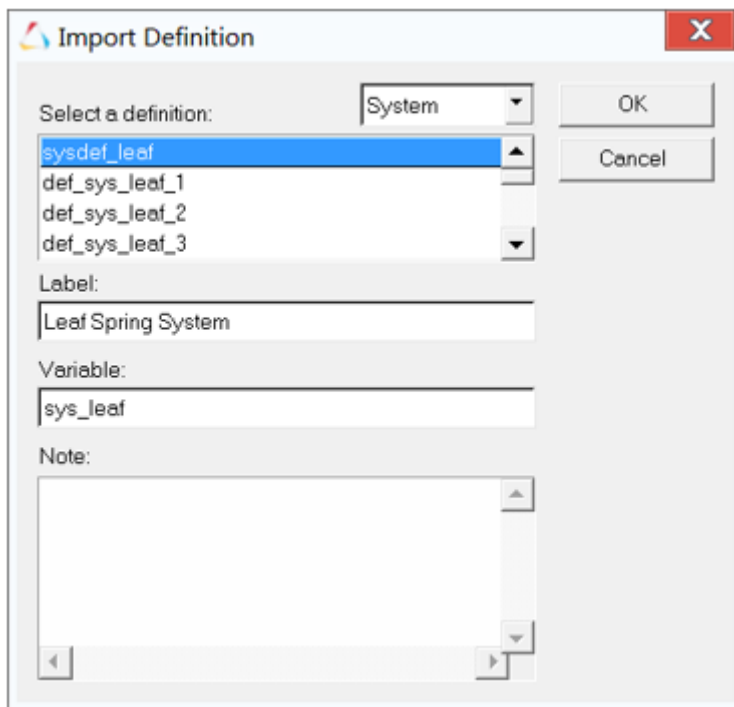 Import Definition
Select a definition:
System
OK
sysdef_leaf
Cancel
def_sys_leaf_1
def_sys_leaf_2
def_sys_leaf_3
Label:
Leaf Spring System
Variable:
sys_leaf
Note: